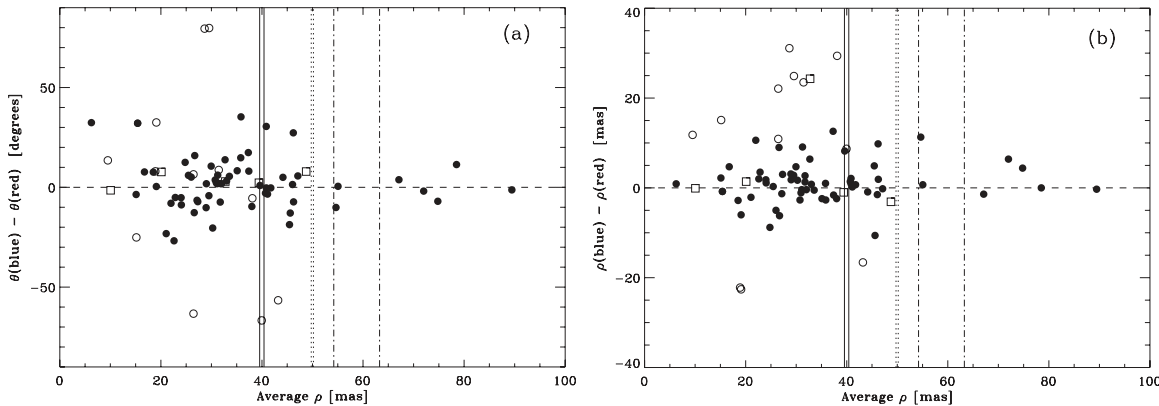 (a)
50
0
−50
θ(blue) − θ(red) [degrees]
0 20 40 60 80 100
Average ρ [mas]
(b)
40
20
0
−20
−40
ρ(blue) − ρ(red) [mas]
0 20 40 60 80 100
Average ρ [mas]